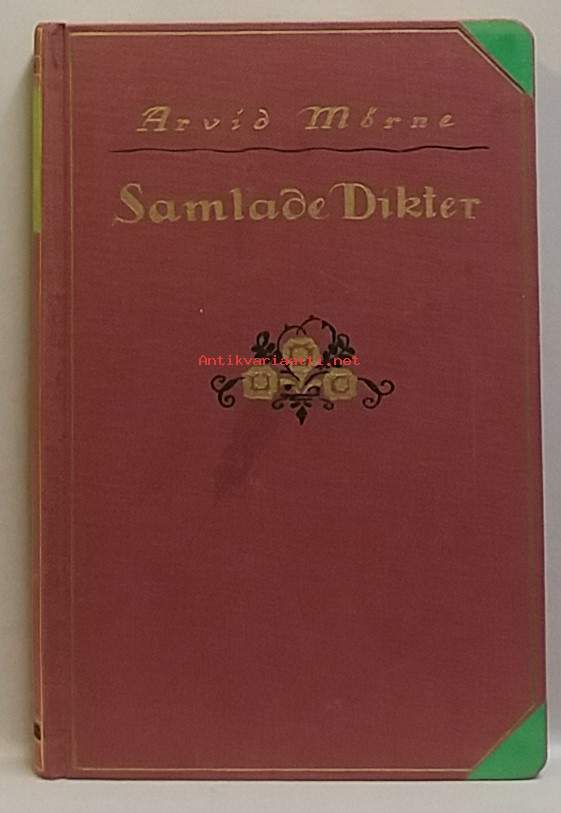 Arvid Mörne
Samlade Dikter
Antikvariaatti.net